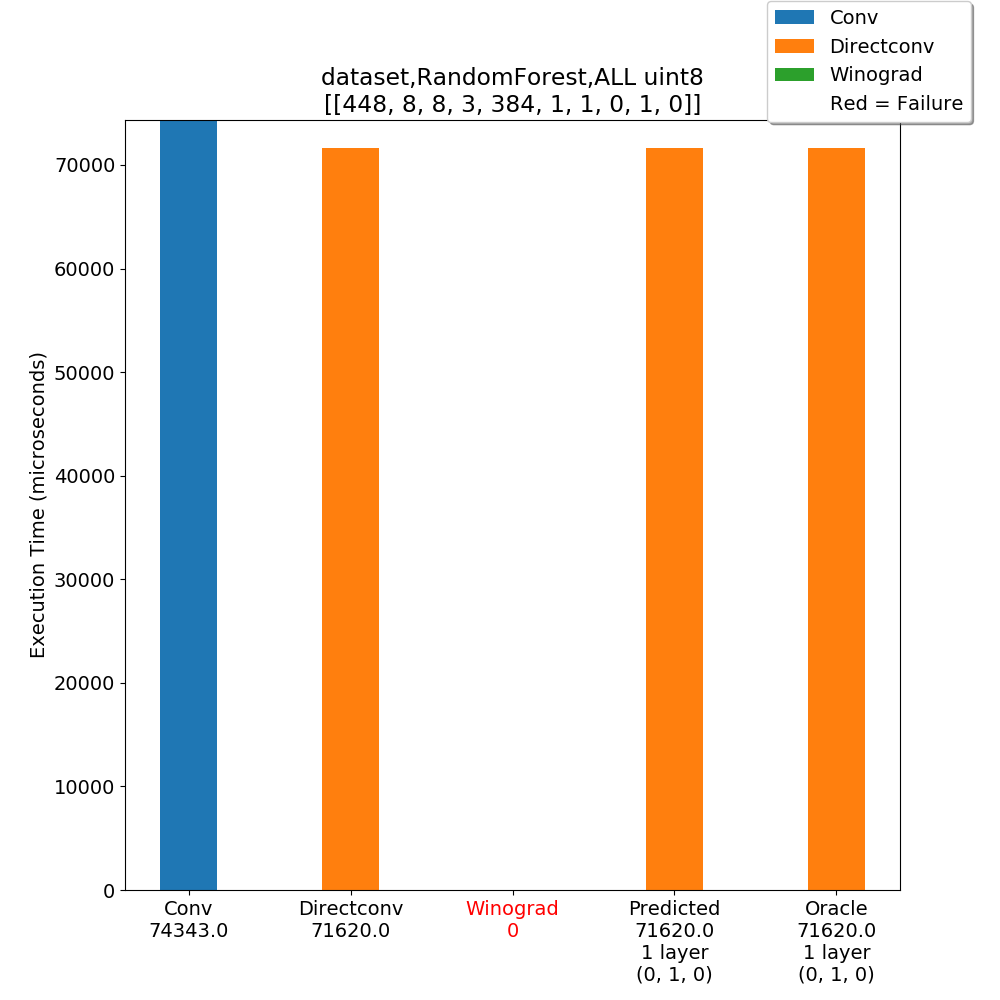 Conv
Directconv
Winograd
Red = Failure
dataset,RandomForest,ALL uint8
[[448, 8, 8, 3, 384, 1, 1, 0, 1, 0]]
Execution Time (microseconds)
70000
60000
50000
40000
30000
20000
10000
0
Conv
74343.0
Directconv
71620.0
Winograd
0
Predicted
71620.0
1 layer
(0, 1, 0)
Oracle
71620.0
1 layer
(0, 1, 0)